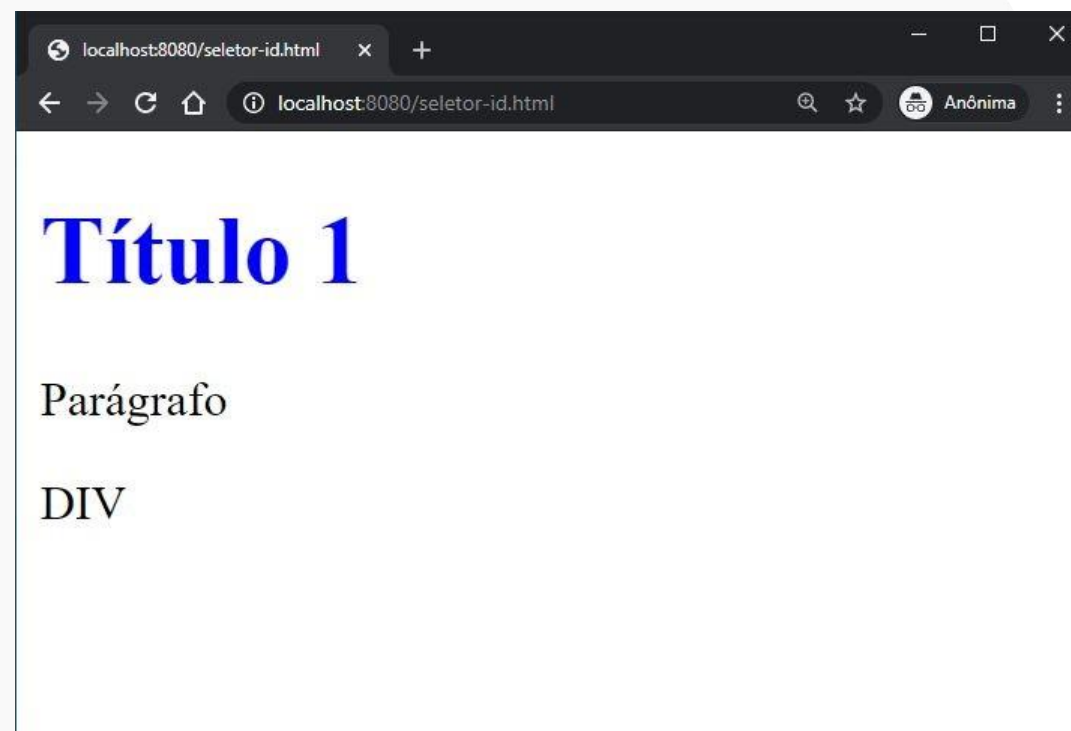 localhost:8080/seletor-id.html
localhost:8080/seletor-id.html Anônima
Título 1
Parágrafo
DIV